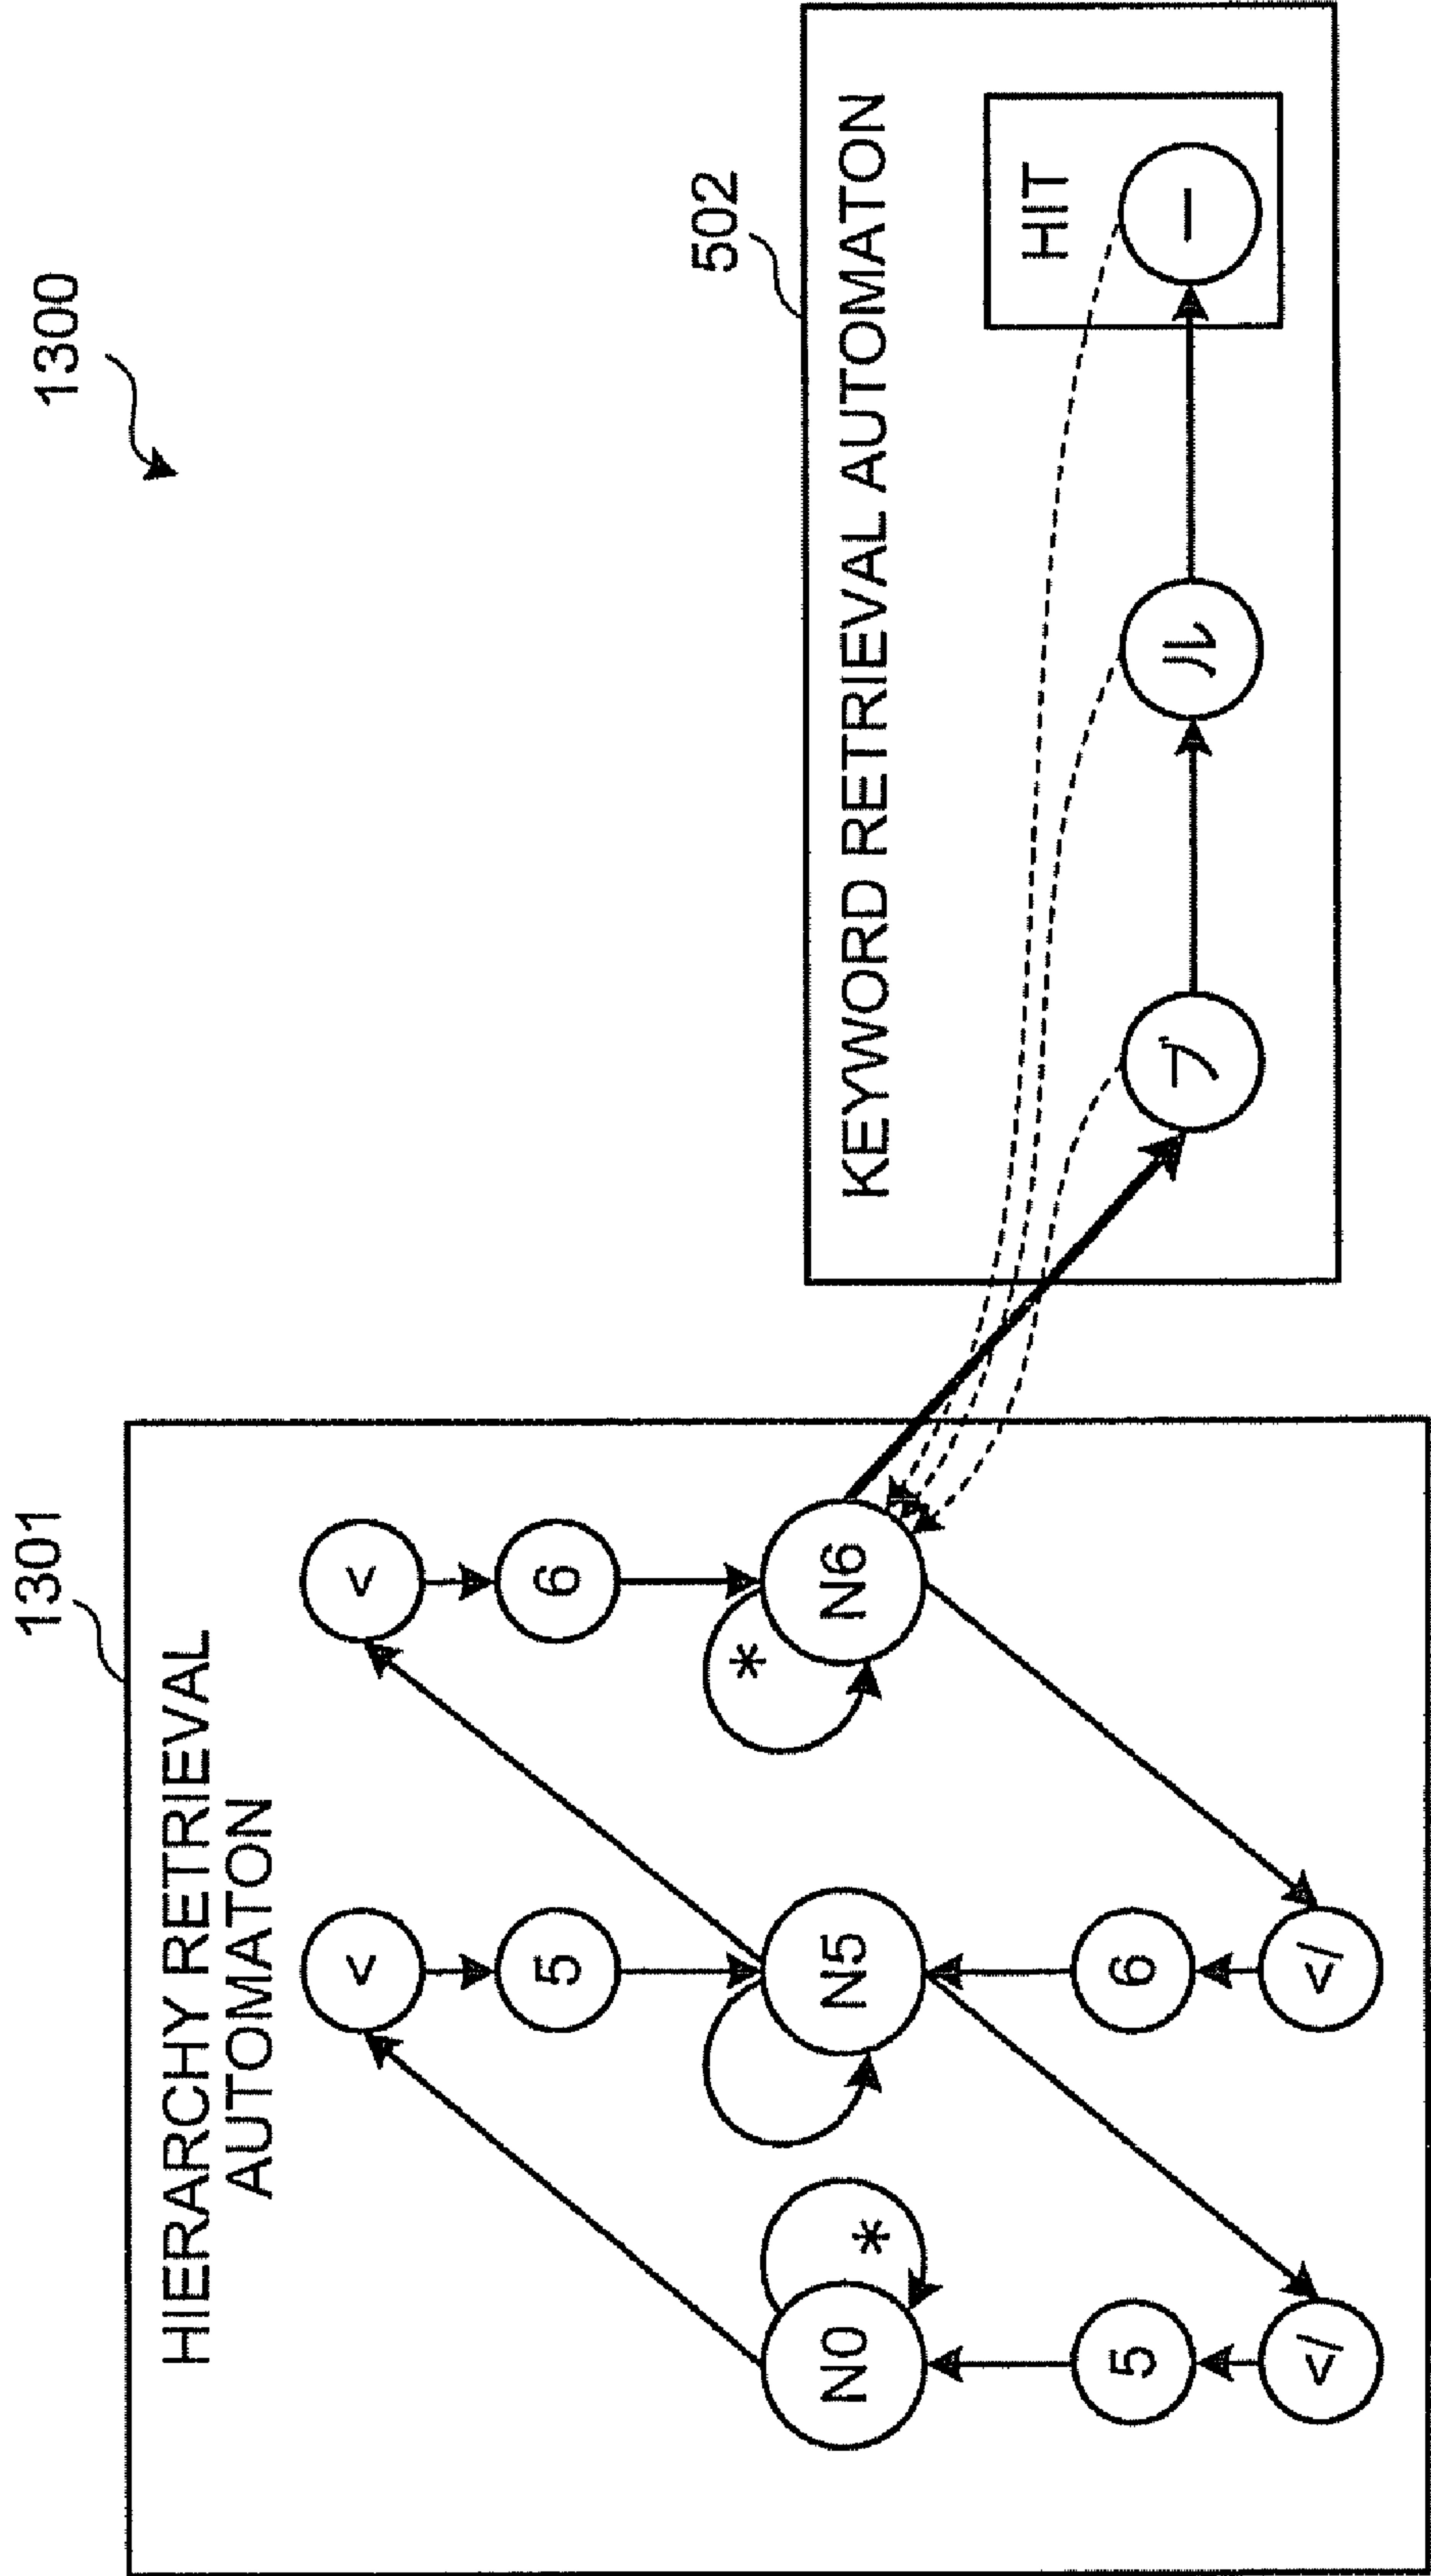 1300
1301
HIERARCHY RETRIEVAL
AUTOMATON
< <
5 6
* *
N0 N5 N6
5 6
</ </
502
KEYWORD RETRIEVAL AUTOMATON
HIT
ブ ル ー